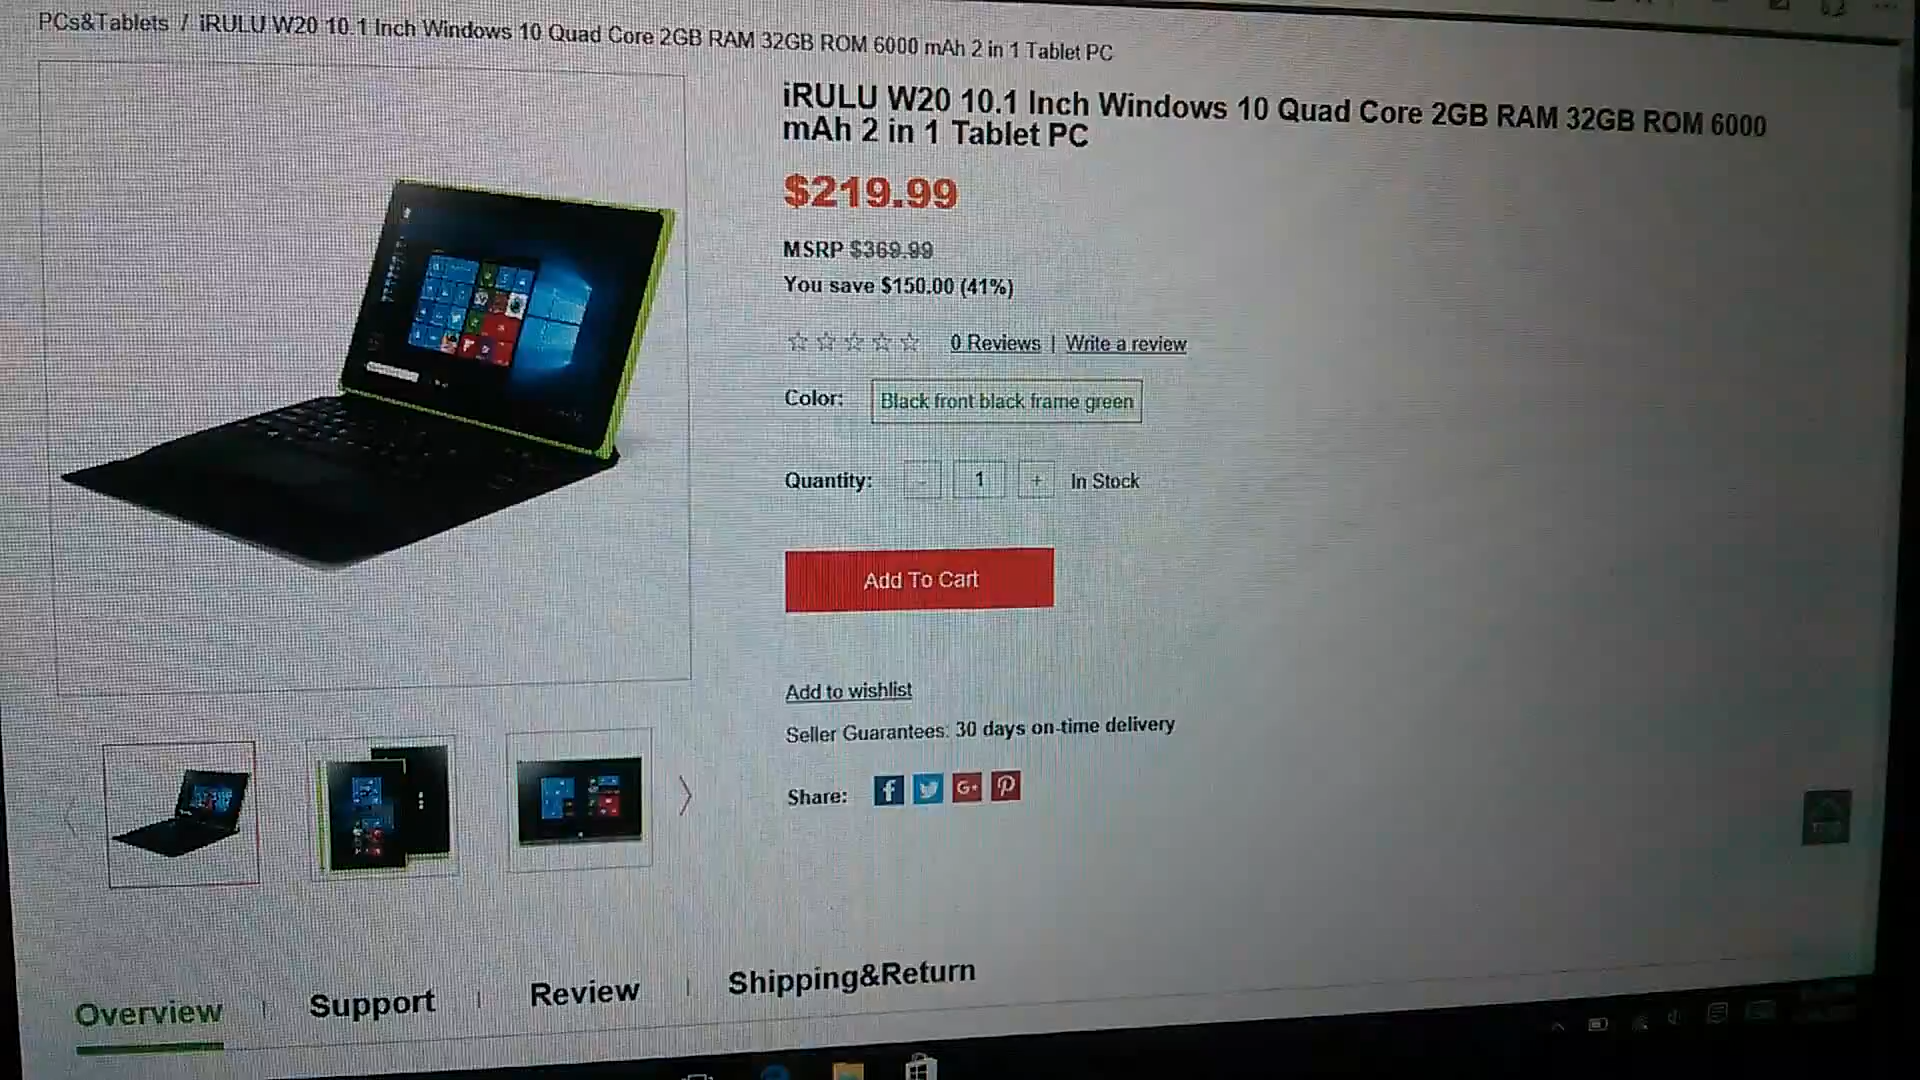 PCs&Tablets / iRULU W20 10.1 Inch Windows 10 Quad Core 2GB RAM 32GB ROM 6000 mAh 2 in 1 Tablet PC
iRULU W20 10.1 Inch Windows 10 Quad Core 2GB RAM 32GB ROM 6000
mAh 2 in 1 Tablet PC
$219.99
MSRP $369.99
You save $150.00 (41%)
0 Reviews | Write a review
Color: Black front black frame green
Quantity: - 1 + In Stock
Add To Cart
Add to wishlist
Seller Guarantees: 30 days on-time delivery
Share: f G+
Overview | Support | Review | Shipping&Return